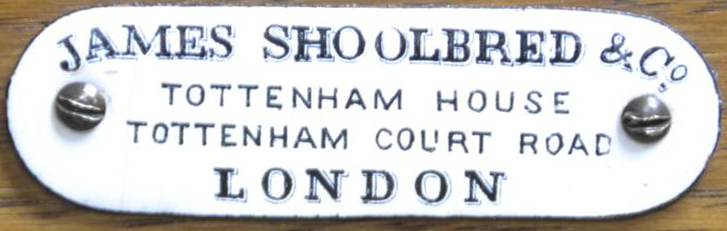 JAMES SHOOLBRED & Co.
TOTTENHAM HOUSE
TOTTENHAM COURT ROAD
LONDON